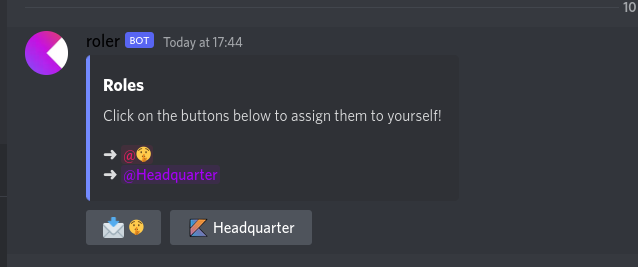 10
roler BOT Today at 17:44
Roles
Click on the buttons below to assign them to yourself!
➜ @🤫
➜ @Headquarter
🤫 Headquarter